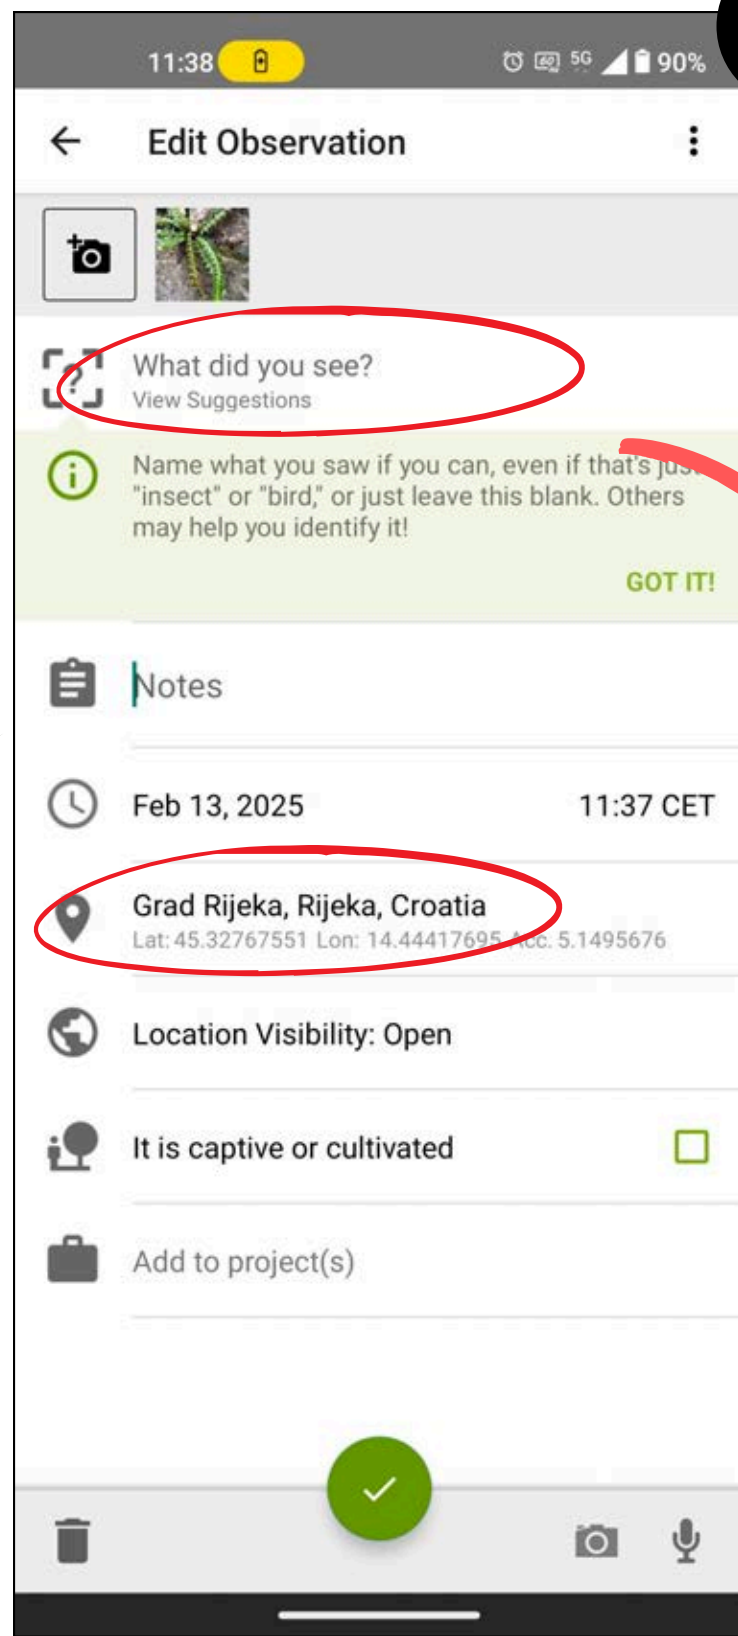 11:38 5G 90%
Edit Observation
What did you see?
View Suggestions
Name what you saw if you can, even if that's just
"insect" or "bird," or just leave this blank. Others
may help you identify it!
GOT IT!
Notes
Feb 13, 2025 11:37 CET
Grad Rijeka, Rijeka, Croatia
Lat: 45.32767551 Lon: 14.44417695 Acc. 5.1495676
Location Visibility: Open
It is captive or cultivated
Add to project(s)